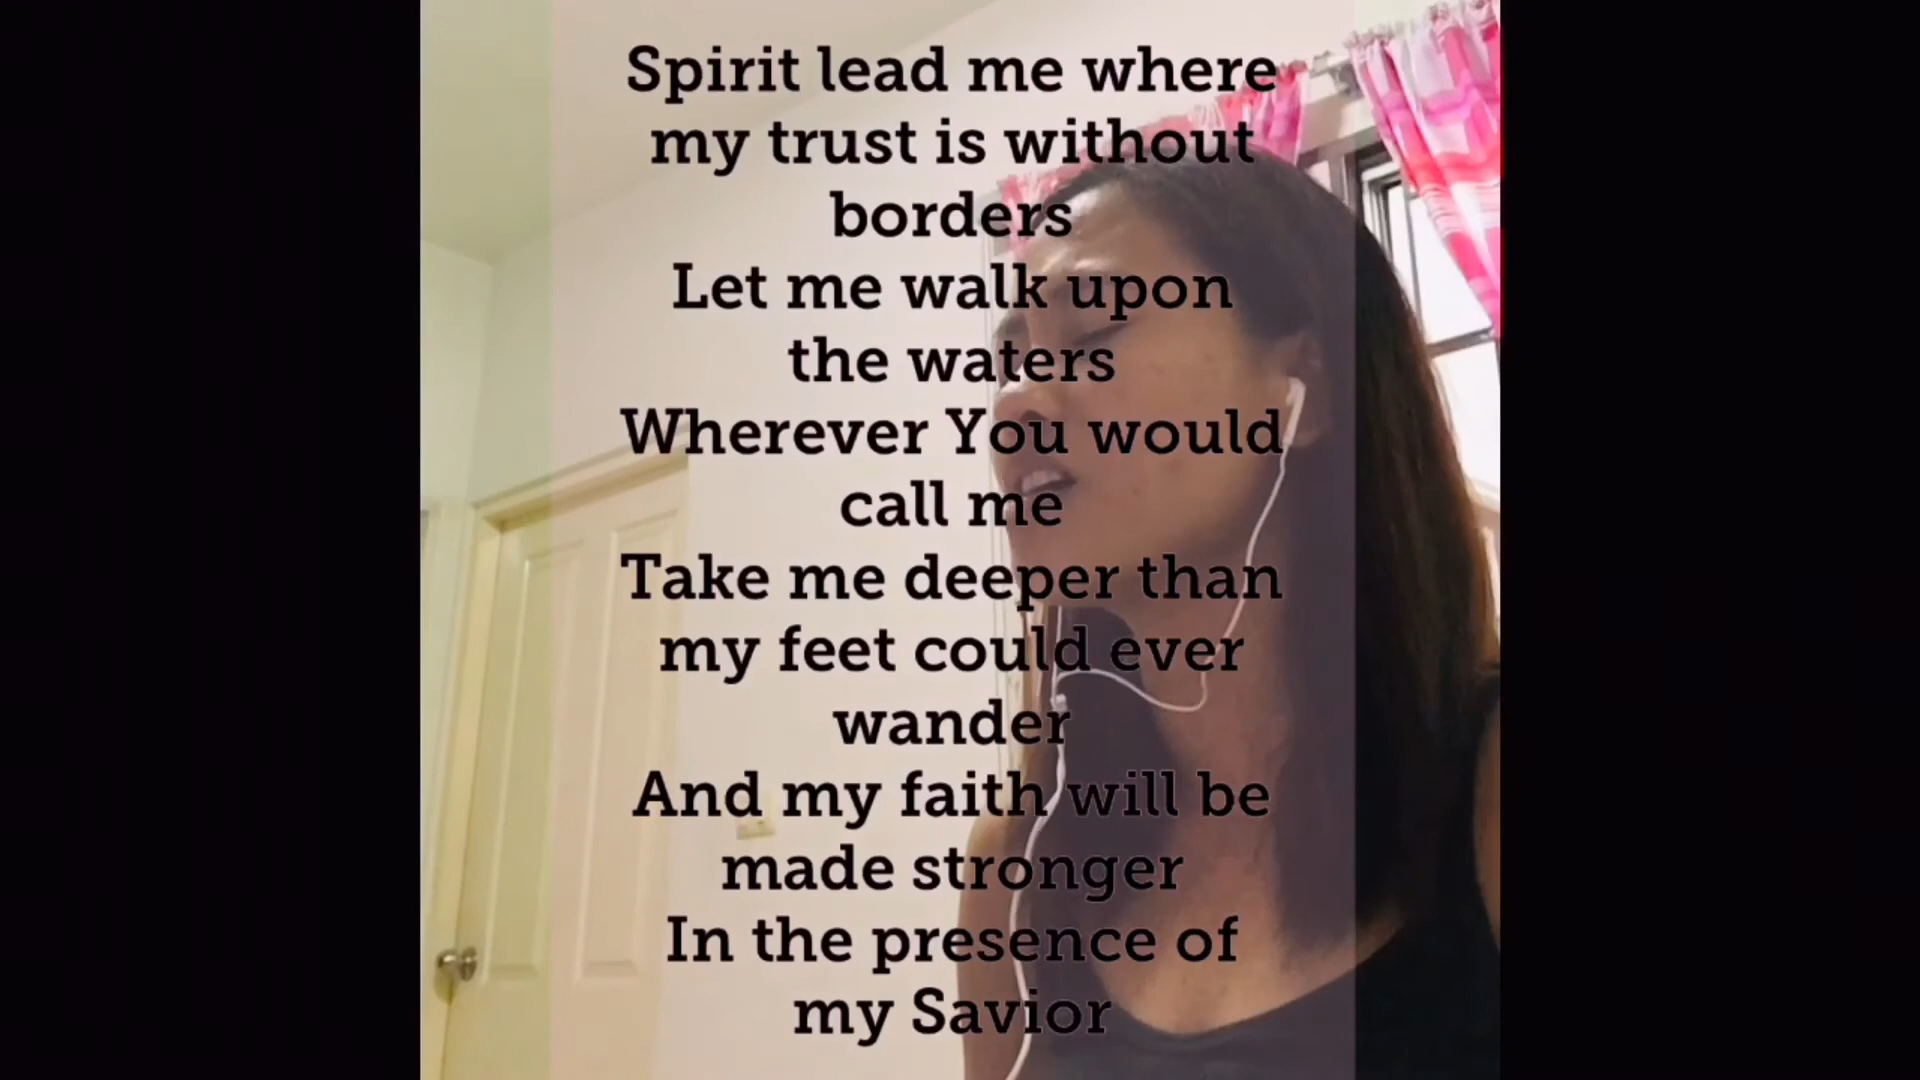 Spirit lead me where
my trust is without
borders
Let me walk upon
the waters
Wherever You would
call me
Take me deeper than
my feet could ever
wander
And my faith will be
made stronger
In the presence of
my Savior